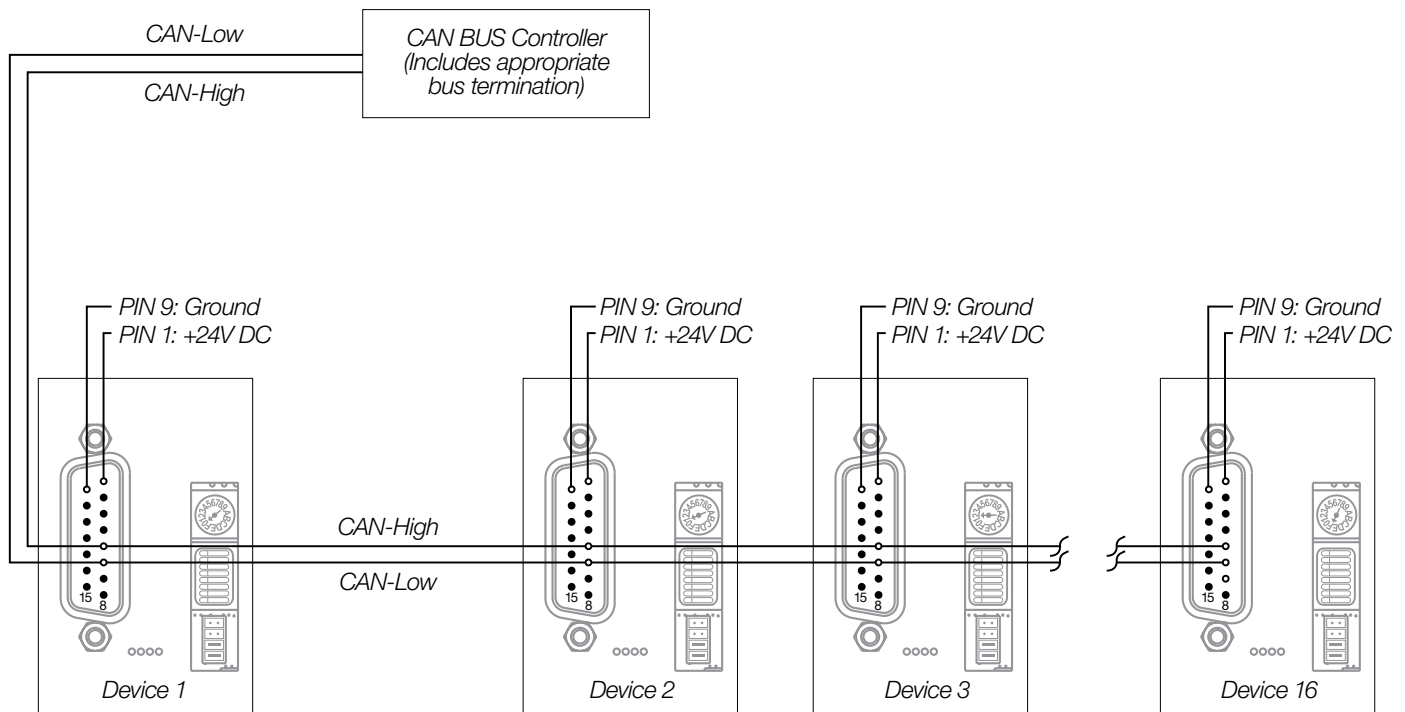 CAN-Low
CAN-High
CAN BUS Controller
(Includes appropriate
bus termination)
PIN 9: Ground
PIN 1: +24V DC
PIN 9: Ground
PIN 1: +24V DC
PIN 9: Ground
PIN 1: +24V DC
PIN 9: Ground
PIN 1: +24V DC
CAN-High
CAN-Low
15
8
15
8
15
8
15
8
Device 1
Device 2
Device 3
Device 16